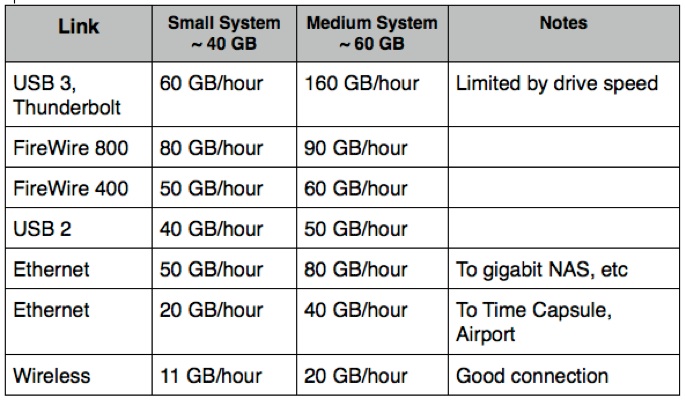 Link Small System ~ 40 GB Medium System ~ 60 GB Notes
USB 3, Thunderbolt 60 GB/hour 160 GB/hour Limited by drive speed
FireWire 800 80 GB/hour 90 GB/hour
FireWire 400 50 GB/hour 60 GB/hour
USB 2 40 GB/hour 50 GB/hour
Ethernet 50 GB/hour 80 GB/hour To gigabit NAS, etc
Ethernet 20 GB/hour 40 GB/hour To Time Capsule, Airport
Wireless 11 GB/hour 20 GB/hour Good connection